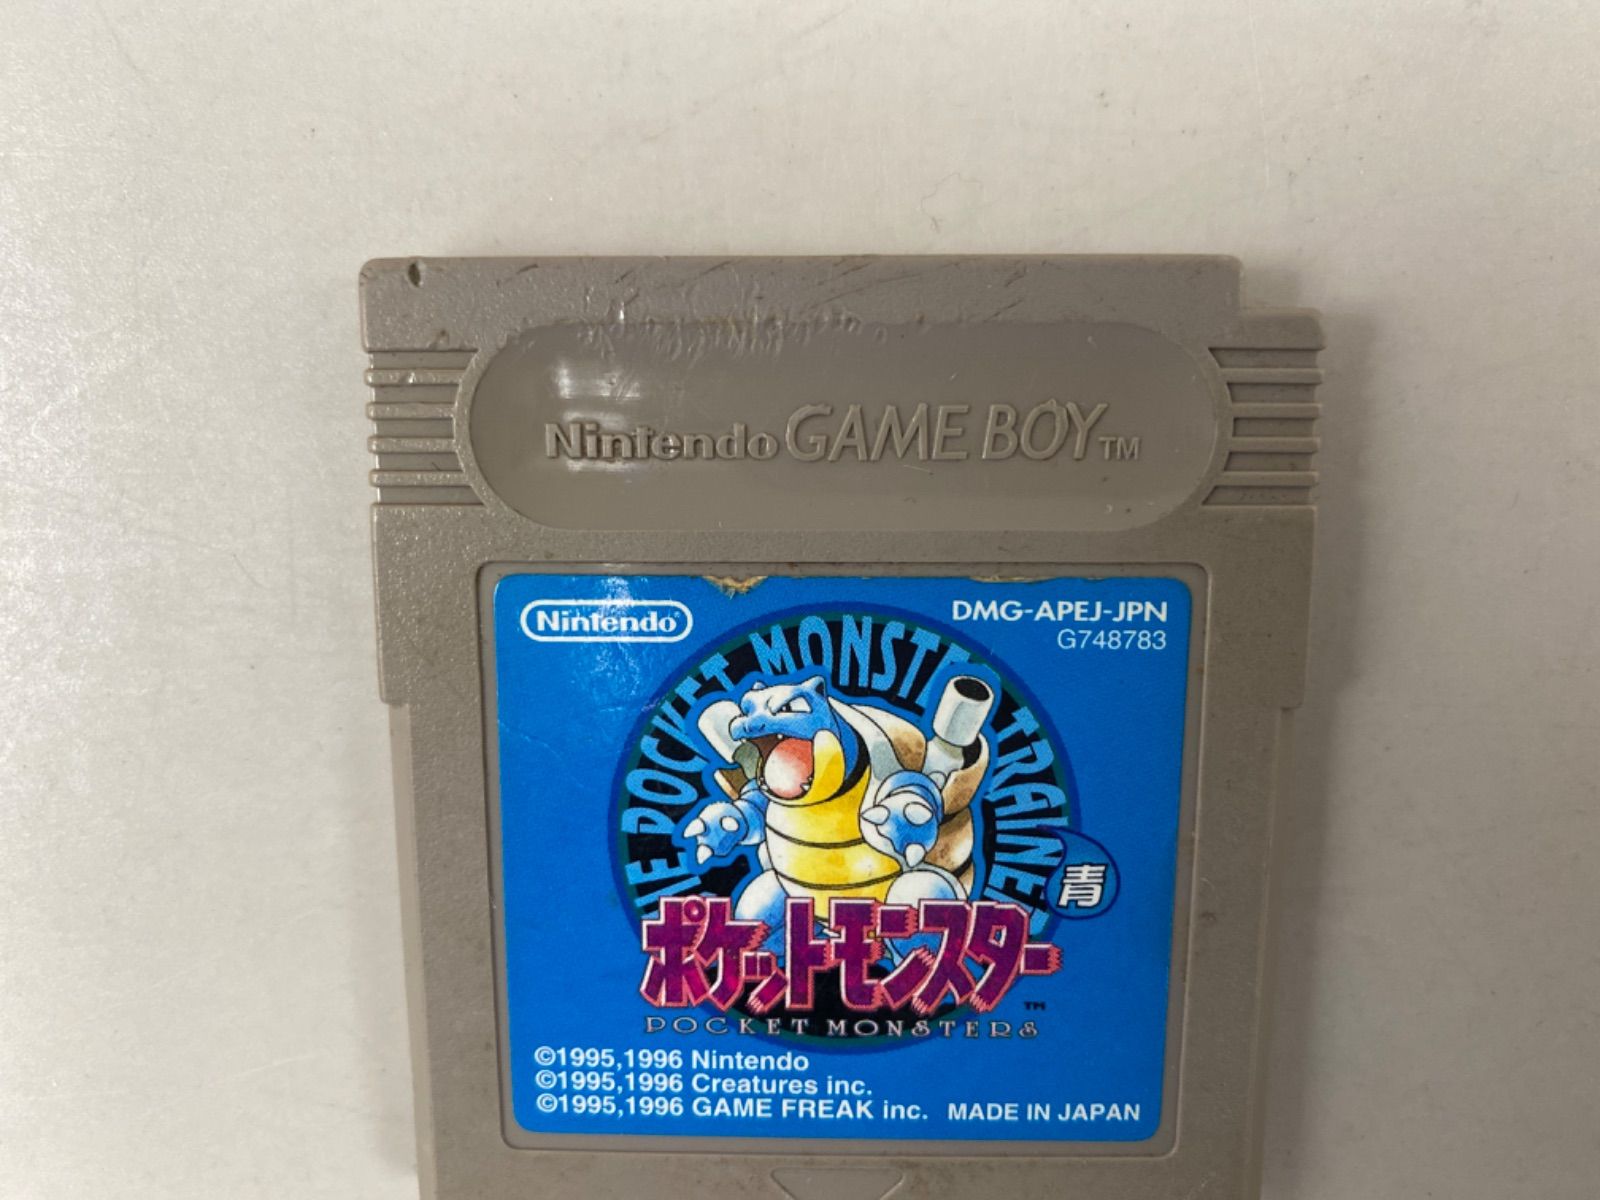 Nintendo GAME BOY TM
Nintendo
DMG-APEJ-JPN
G748783
POCKET MONSTER TRAINER
青
ポケットモンスター
TM
POCKET MONSTERS
©1995,1996 Nintendo
©1995,1996 Creatures inc.
©1995,1996 GAME FREAK inc. MADE IN JAPAN